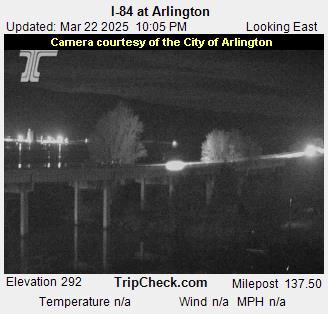 I-84 at Arlington
Updated: Mar 22 2025 10:05 PM Looking East
Camera courtesy of the City of Arlington
Elevation 292 TripCheck.com Milepost 137.50
Temperature n/a Wind n/a MPH n/a